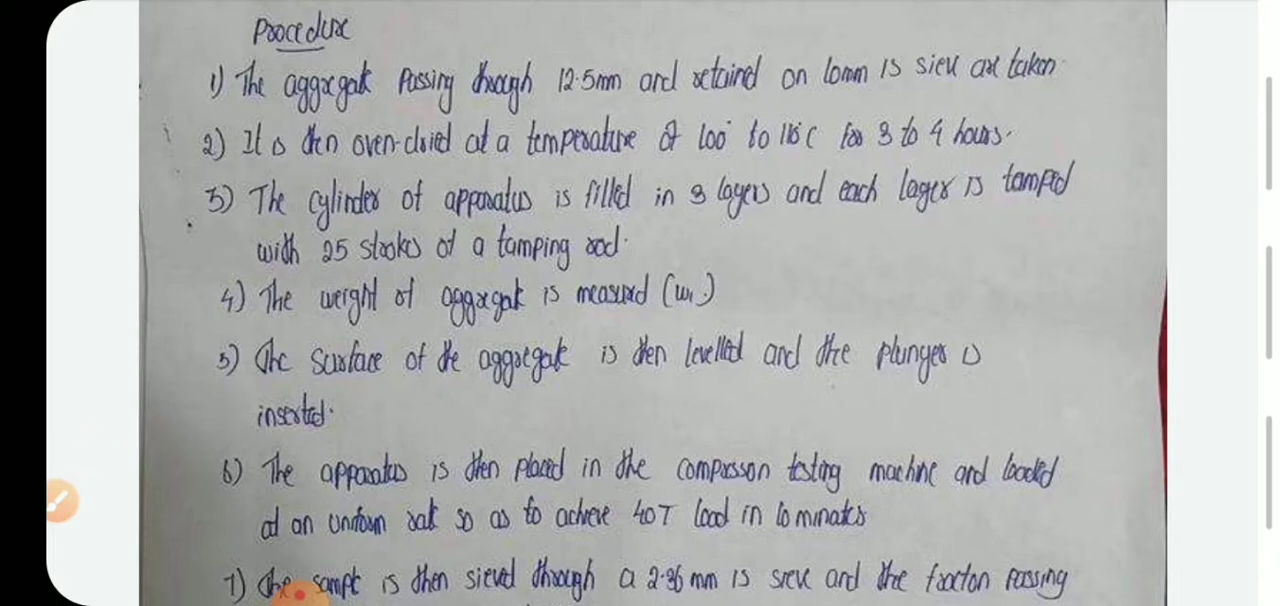 Procedure
1) The aggregate Passing through 12.5mm and retained on 10mm IS sieve are taken.
2) It is then oven-dried at a temperature of 100° to 110°C for 3 to 4 hours.
3) The cylinder of apparatus is filled in 3 layers and each layer is tamped
with 25 strokes of a tamping rod.
4) The weight of aggregate is measured (W₁)
5) The surface of the aggregate is then levelled and the plunger is
inserted.
6) The apparatus is then placed in the compression testing machine and loaded
at an uniform rate so as to achieve 40T load in 10 minutes
7) The sample is then sieved through a 2.36 mm IS sieve and the fraction passing